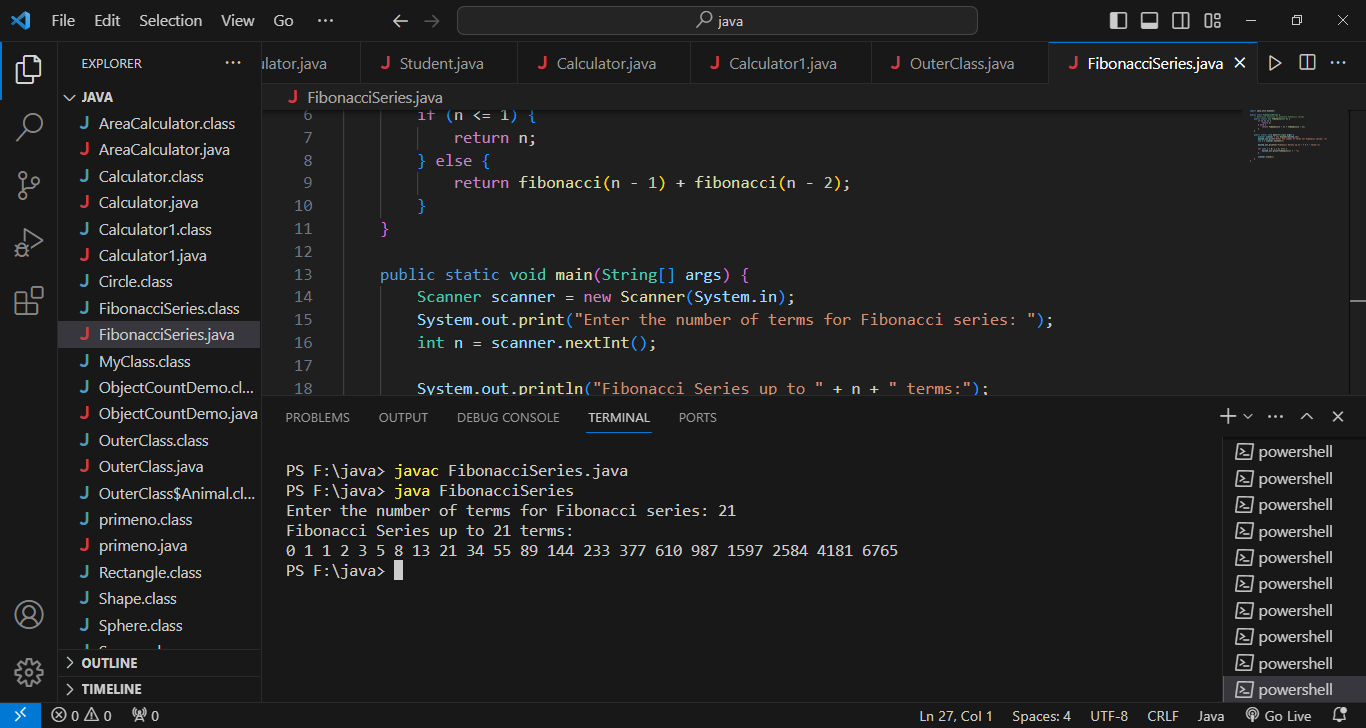 File Edit Selection View Go ··· java
EXPLORER ···
JAVA
AreaCalculator.class
AreaCalculator.java
Calculator.class
Calculator.java
Calculator1.class
Calculator1.java
Circle.class
FibonacciSeries.class
FibonacciSeries.java
MyClass.class
ObjectCountDemo.cl...
ObjectCountDemo.java
OuterClass.class
OuterClass.java
OuterClass$Animal.cl...
primeno.class
primeno.java
Rectangle.class
Shape.class
Sphere.class
OUTLINE
TIMELINE
ulator.java Student.java Calculator.java Calculator1.java OuterClass.java FibonacciSeries.java
FibonacciSeries.java
6 if (n <= 1) {
7 return n;
8 } else {
9 return fibonacci(n - 1) + fibonacci(n - 2);
10 }
11 }
12
13 public static void main(String[] args) {
14 Scanner scanner = new Scanner(System.in);
15 System.out.print("Enter the number of terms for Fibonacci series: ");
16 int n = scanner.nextInt();
17
18 System.out.println("Fibonacci Series up to " + n + " terms:");
PROBLEMS OUTPUT DEBUG CONSOLE TERMINAL PORTS
PS F:\java> javac FibonacciSeries.java
PS F:\java> java FibonacciSeries
Enter the number of terms for Fibonacci series: 21
Fibonacci Series up to 21 terms:
0 1 1 2 3 5 8 13 21 34 55 89 144 233 377 610 987 1597 2584 4181 6765
PS F:\java>
powershell
powershell
powershell
powershell
powershell
powershell
powershell
powershell
powershell
powershell
0 0 0 Ln 27, Col 1 Spaces: 4 UTF-8 CRLF Java Go Live